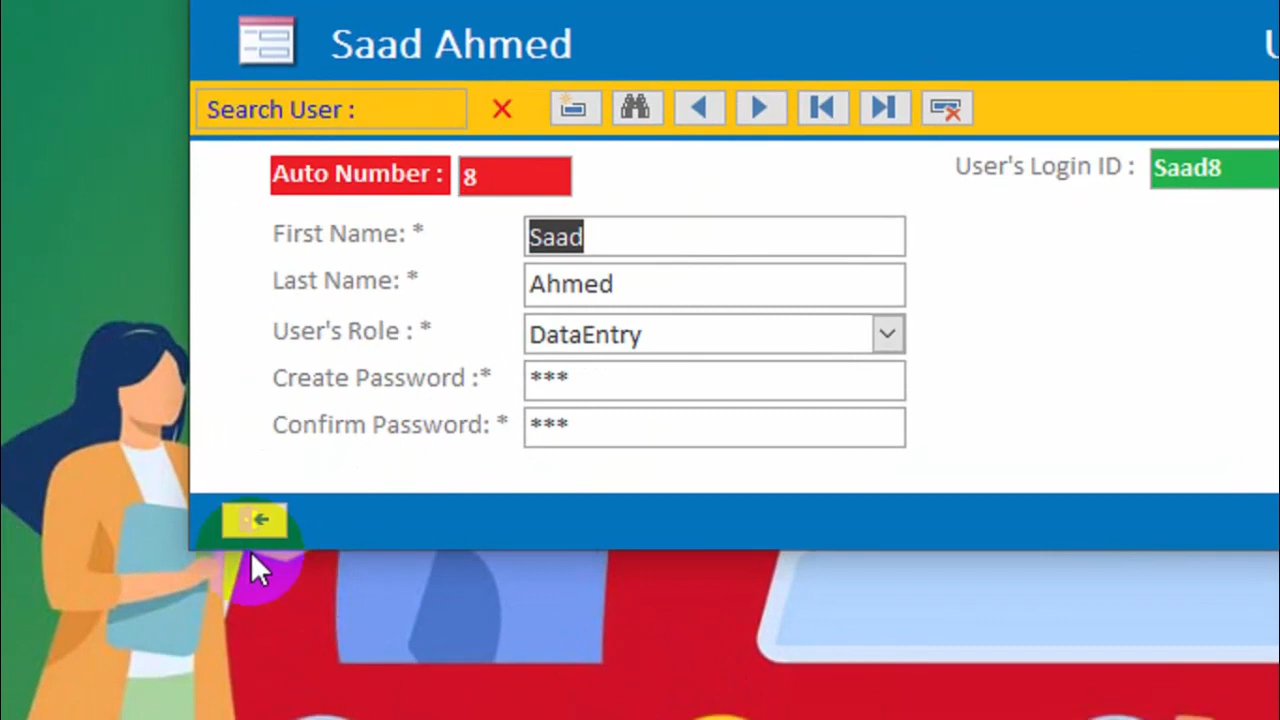 Saad Ahmed
Search User :
Auto Number : 8
User's Login ID : Saad8
First Name: * Saad
Last Name: * Ahmed
User's Role : * DataEntry
Create Password :* ***
Confirm Password: * ***